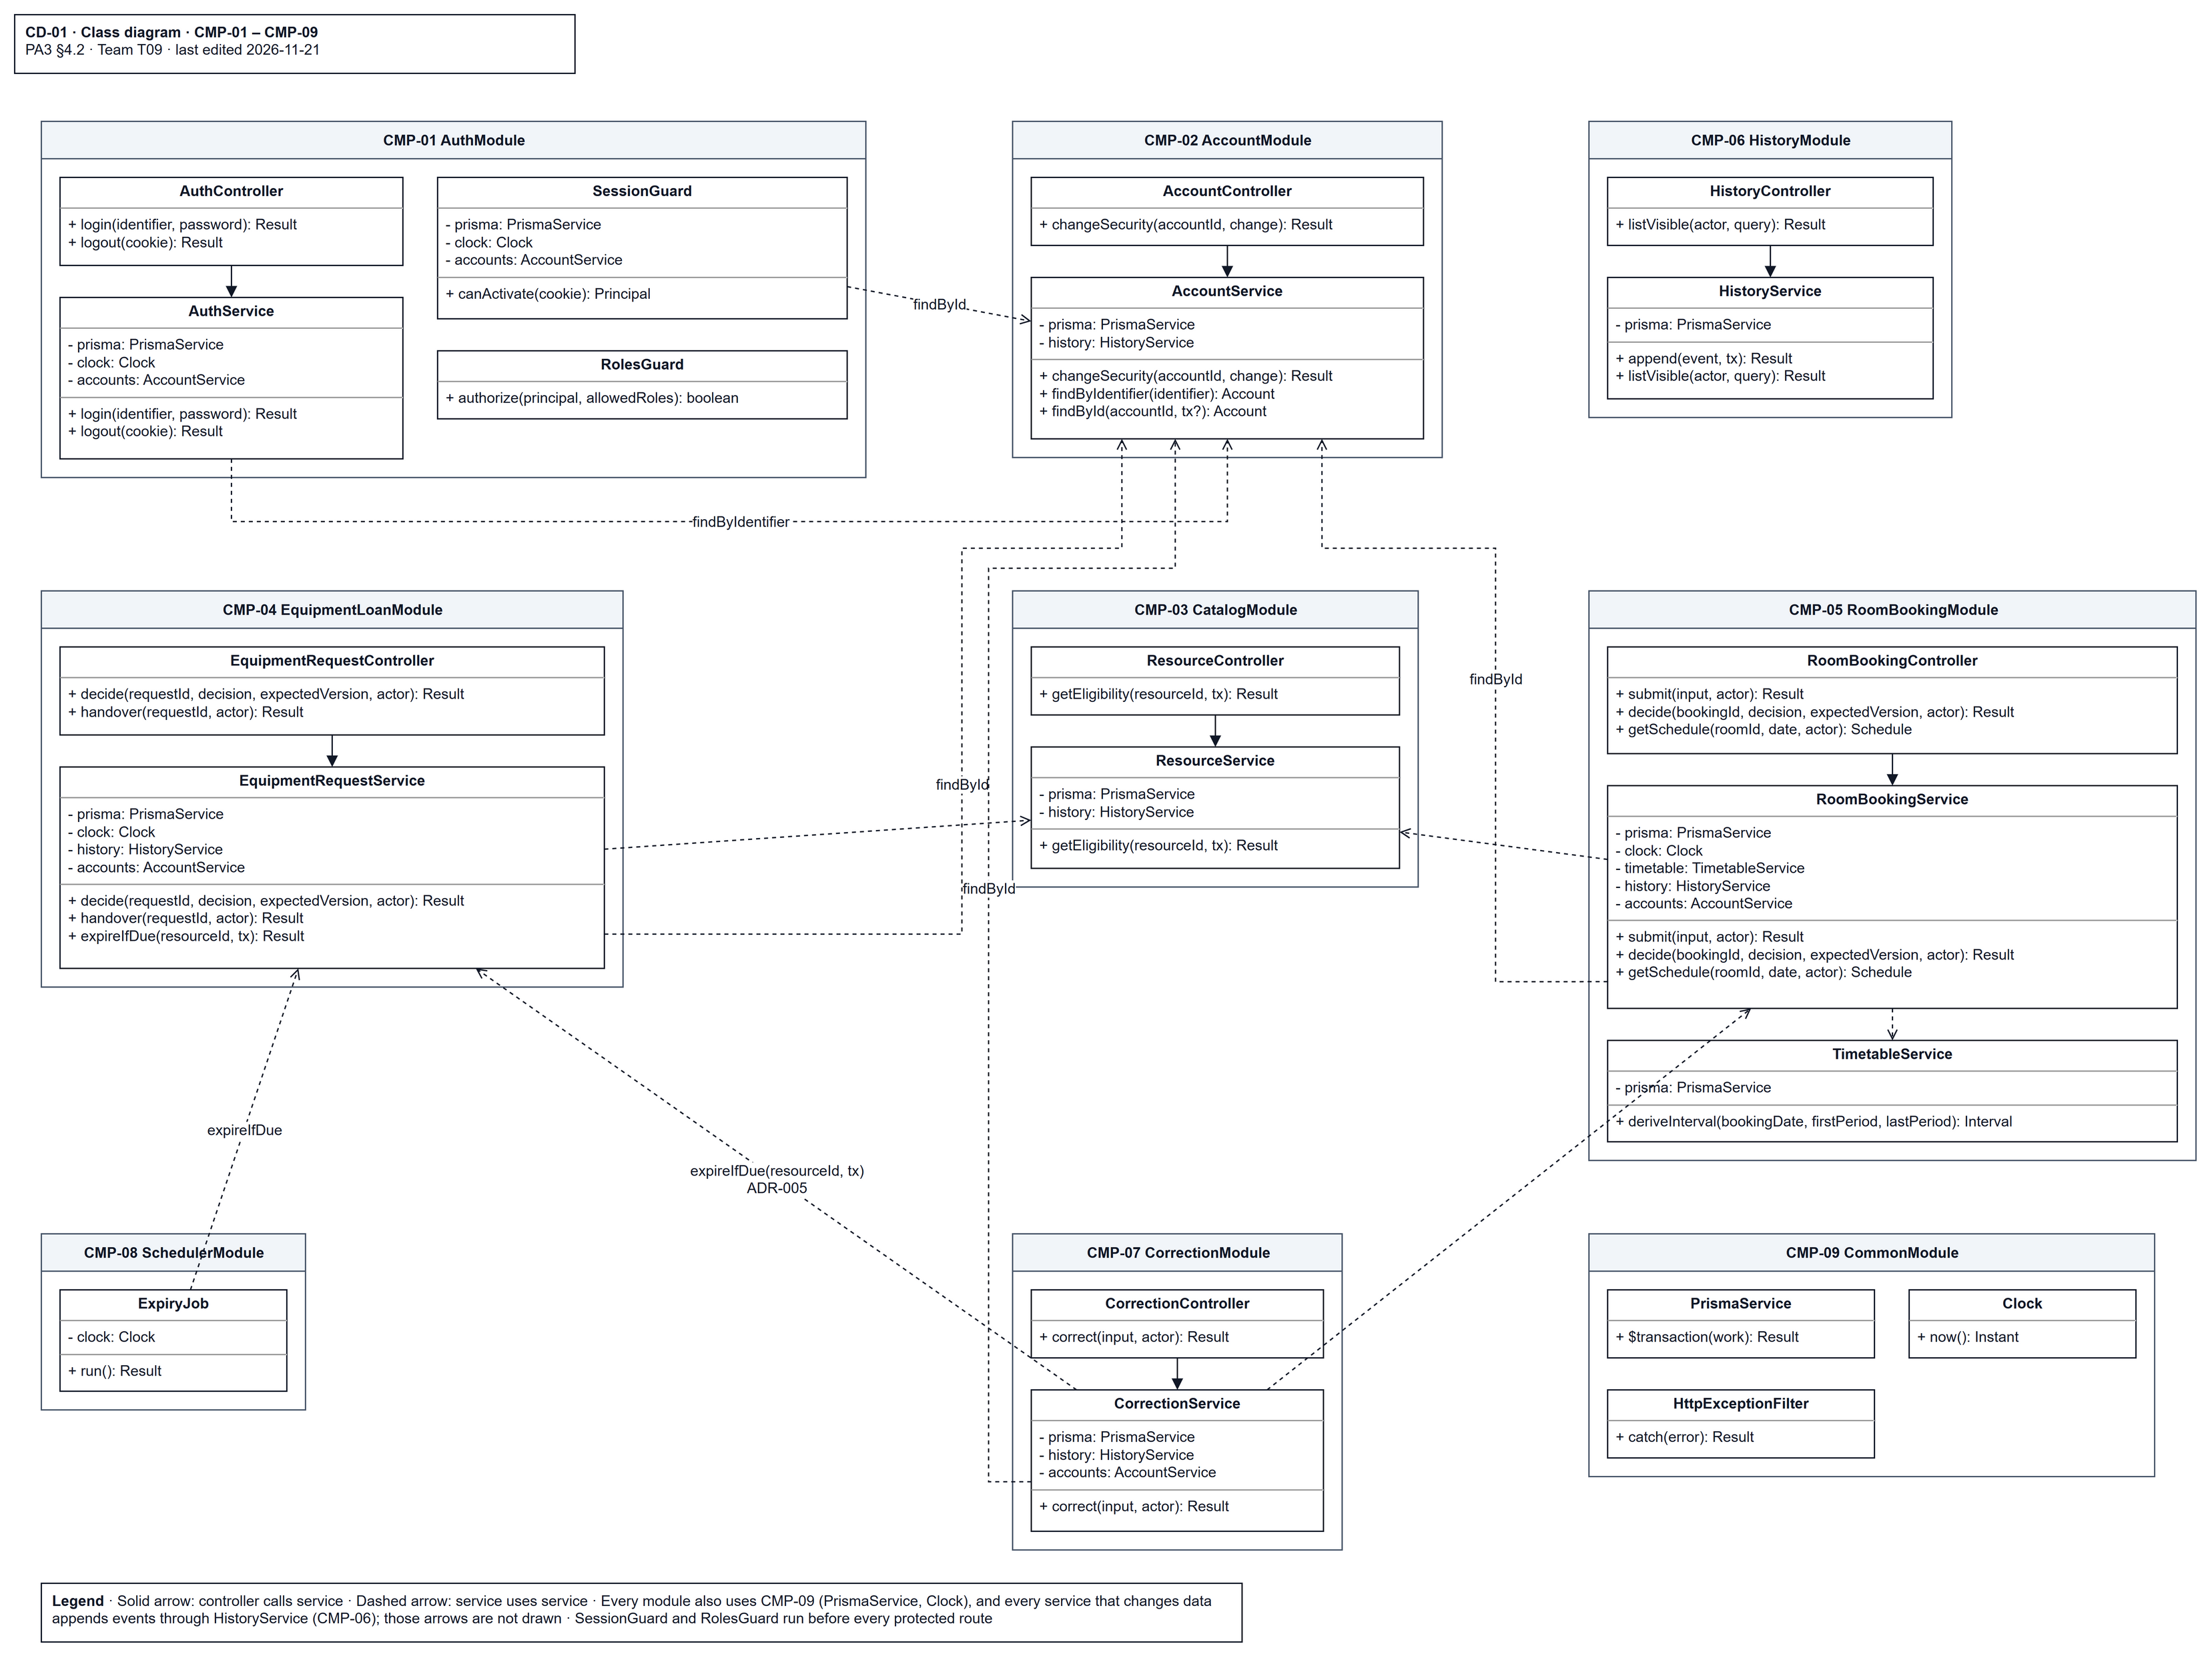 CD-01 · Class diagram · CMP-01 – CMP-09
PA3 §4.2 · Team T09 · last edited 2026-11-21
CMP-01 AuthModule
AuthController
+ login(identifier, password): Result
+ logout(cookie): Result
AuthService
- prisma: PrismaService
- clock: Clock
- accounts: AccountService
+ login(identifier, password): Result
+ logout(cookie): Result
SessionGuard
- prisma: PrismaService
- clock: Clock
- accounts: AccountService
+ canActivate(cookie): Principal
RolesGuard
+ authorize(principal, allowedRoles): boolean
findById
CMP-02 AccountModule
AccountController
+ changeSecurity(accountId, change): Result
AccountService
- prisma: PrismaService
- history: HistoryService
+ changeSecurity(accountId, change): Result
+ findByIdentifier(identifier): Account
+ findById(accountId, tx?): Account
CMP-06 HistoryModule
HistoryController
+ listVisible(actor, query): Result
HistoryService
- prisma: PrismaService
+ append(event, tx): Result
+ listVisible(actor, query): Result
findByIdentifier
CMP-04 EquipmentLoanModule
EquipmentRequestController
+ decide(requestId, decision, expectedVersion, actor): Result
+ handover(requestId, actor): Result
EquipmentRequestService
- prisma: PrismaService
- clock: Clock
- history: HistoryService
- accounts: AccountService
+ decide(requestId, decision, expectedVersion, actor): Result
+ handover(requestId, actor): Result
+ expireIfDue(resourceId, tx): Result
findById
findById
CMP-03 CatalogModule
ResourceController
+ getEligibility(resourceId, tx): Result
ResourceService
- prisma: PrismaService
- history: HistoryService
+ getEligibility(resourceId, tx): Result
findById
CMP-05 RoomBookingModule
RoomBookingController
+ submit(input, actor): Result
+ decide(bookingId, decision, expectedVersion, actor): Result
+ getSchedule(roomId, date, actor): Schedule
RoomBookingService
- prisma: PrismaService
- clock: Clock
- timetable: TimetableService
- history: HistoryService
- accounts: AccountService
+ submit(input, actor): Result
+ decide(bookingId, decision, expectedVersion, actor): Result
+ getSchedule(roomId, date, actor): Schedule
TimetableService
- prisma: PrismaService
+ deriveInterval(bookingDate, firstPeriod, lastPeriod): Interval
expireIfDue
expireIfDue(resourceId, tx)
ADR-005
CMP-08 SchedulerModule
ExpiryJob
- clock: Clock
+ run(): Result
CMP-07 CorrectionModule
CorrectionController
+ correct(input, actor): Result
CorrectionService
- prisma: PrismaService
- history: HistoryService
- accounts: AccountService
+ correct(input, actor): Result
CMP-09 CommonModule
PrismaService
+ $transaction(work): Result
Clock
+ now(): Instant
HttpExceptionFilter
+ catch(error): Result
Legend · Solid arrow: controller calls service · Dashed arrow: service uses service · Every module also uses CMP-09 (PrismaService, Clock), and every service that changes data
appends events through HistoryService (CMP-06); those arrows are not drawn · SessionGuard and RolesGuard run before every protected route